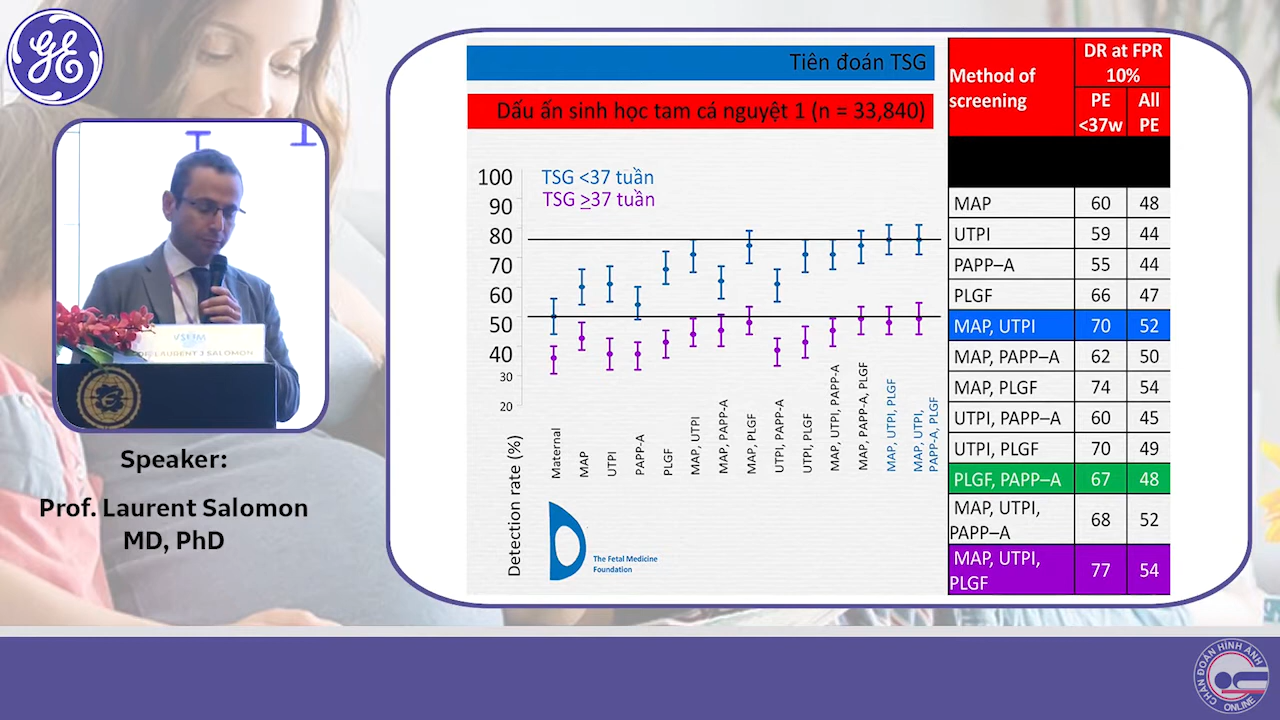 GE
PROF. LAURENT J SALOMON
Speaker:
Prof. Laurent Salomon
MD, PhD
Tiên đoán TSG
Dấu ấn sinh học tam cá nguyệt 1 (n = 33,840)
TSG <37 tuần
TSG ≥37 tuần
100
90
80
70
60
50
40
30
20
Detection rate (%)
Maternal
MAP
UTPI
PAPP-A
PLGF
MAP, UTPI
MAP, PAPP-A
MAP, PLGF
UTPI, PAPP-A
UTPI, PLGF
MAP, UTPI, PAPP-A
MAP, PAPP-A, PLGF
MAP, UTPI, PLGF
MAP, UTPI,
PAPP-A, PLGF
The Fetal Medicine
Foundation
Method of
screening
DR at FPR
10%
PE
<37w
All
PE
MAP 60 48
UTPI 59 44
PAPP–A 55 44
PLGF 66 47
MAP, UTPI 70 52
MAP, PAPP–A 62 50
MAP, PLGF 74 54
UTPI, PAPP–A 60 45
UTPI, PLGF 70 49
PLGF, PAPP–A 67 48
MAP, UTPI,
PAPP–A 68 52
MAP, UTPI,
PLGF 77 54
CHẨN ĐOÁN HÌNH ẢNH
ONLINE